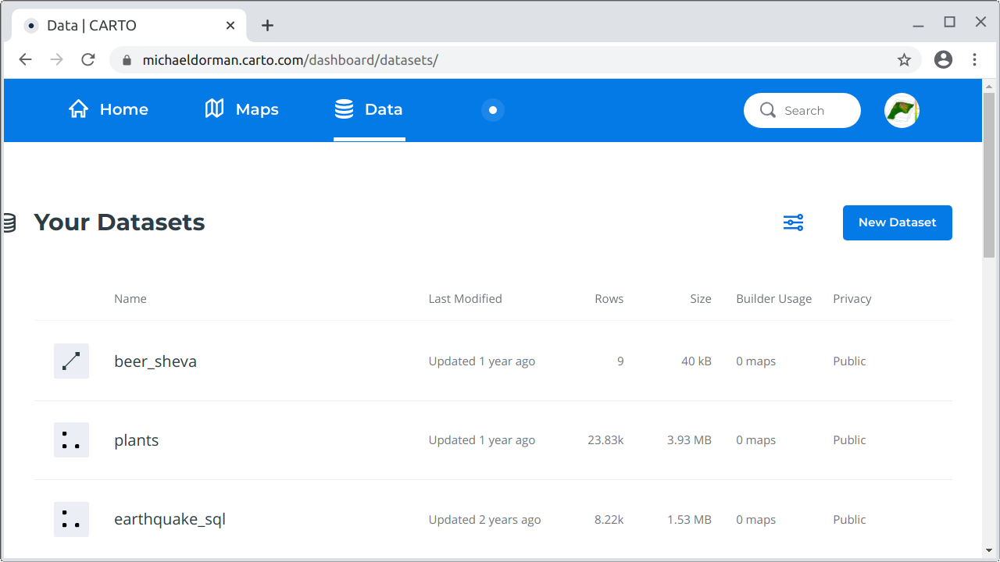 Data | CARTO
michaeldorman.carto.com/dashboard/datasets/
Home Maps Data Search
Your Datasets New Dataset
Name Last Modified Rows Size Builder Usage Privacy
beer_sheva Updated 1 year ago 9 40 kB 0 maps Public
plants Updated 1 year ago 23.83k 3.93 MB 0 maps Public
earthquake_sql Updated 2 years ago 8.22k 1.53 MB 0 maps Public